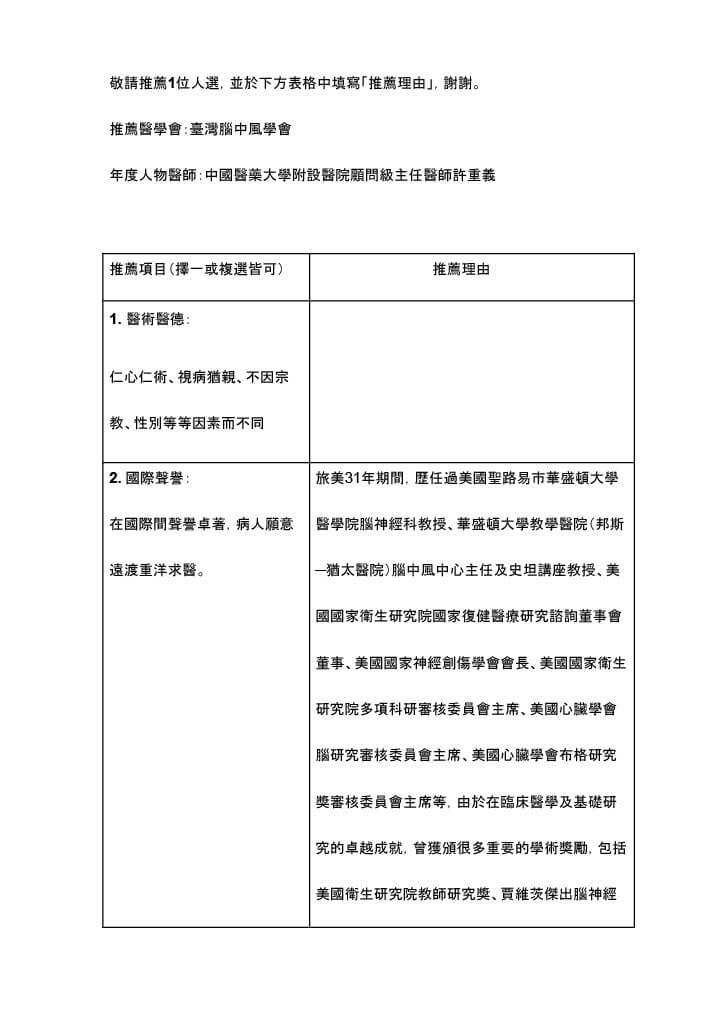 敬請推薦1位人選，並於下方表格中填寫「推薦理由」，謝謝。
推薦醫學會：臺灣腦中風學會
年度人物醫師：中國醫藥大學附設醫院顧問級主任醫師許重義
推薦項目（擇一或複選皆可）
推薦理由
1. 醫術醫德：
仁心仁術、視病猶親、不因宗
教、性別等等因素而不同
2. 國際聲譽：
在國際間聲譽卓著，病人願意
遠渡重洋求醫。
旅美31年期間，歷任過美國聖路易市華盛頓大學
醫學院腦神經科教授、華盛頓大學教學醫院（邦斯
─猶太醫院）腦中風中心主任及史坦講座教授、美
國國家衛生研究院國家復健醫療研究諮詢董事會
董事、美國國家神經創傷學會會長、美國國家衛生
研究院多項科研審核委員會主席、美國心臟學會
腦研究審核委員會主席、美國心臟學會布格研究
獎審核委員會主席等，由於在臨床醫學及基礎研
究的卓越成就，曾獲頒很多重要的學術獎勵，包括
美國衛生研究院教師研究獎、賈維茨傑出腦神經